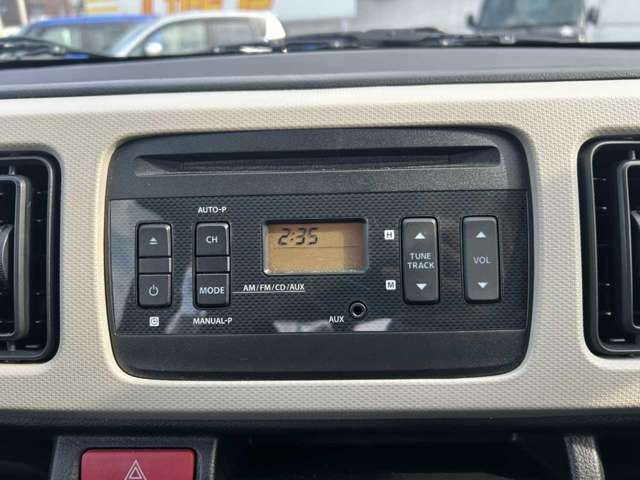 AUTO-P
CH
MODE
AM/FM/CD/AUX
MANUAL-P
2:35
AUX
H
M
TUNE
TRACK
VOL